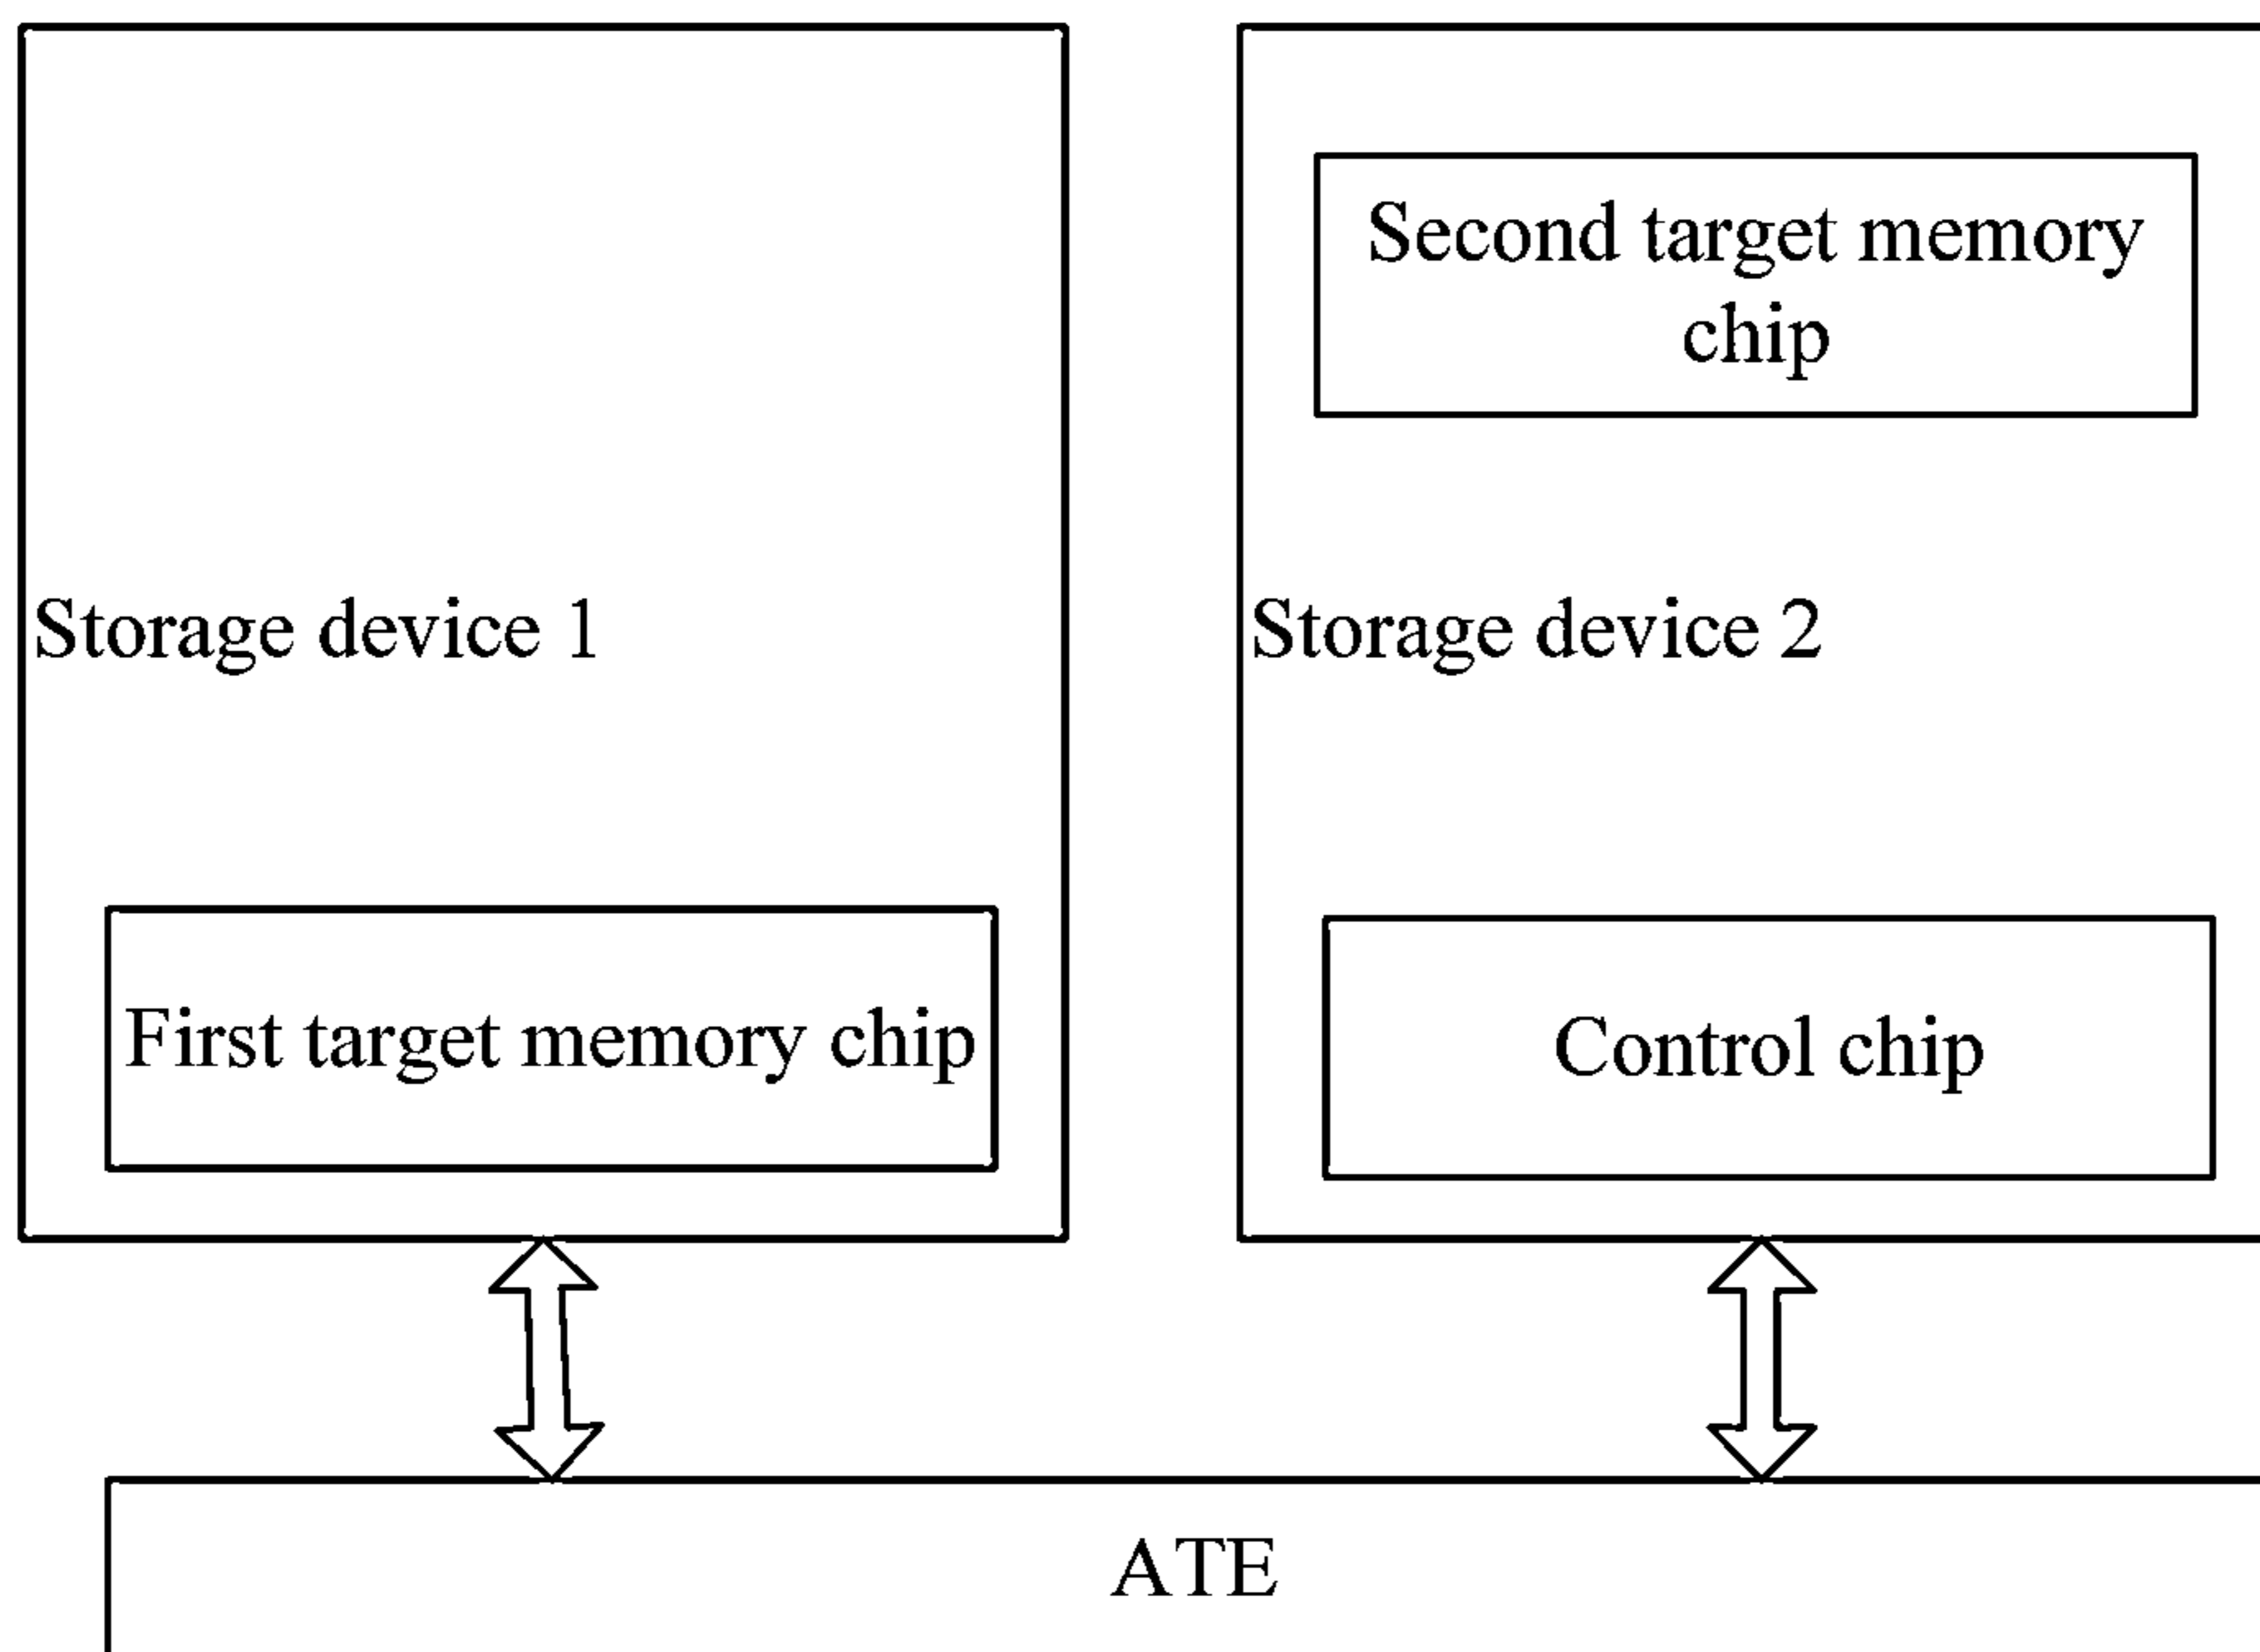 Second target memory
chip
Storage device 1
Storage device 2
First target memory chip
Control chip
ATE